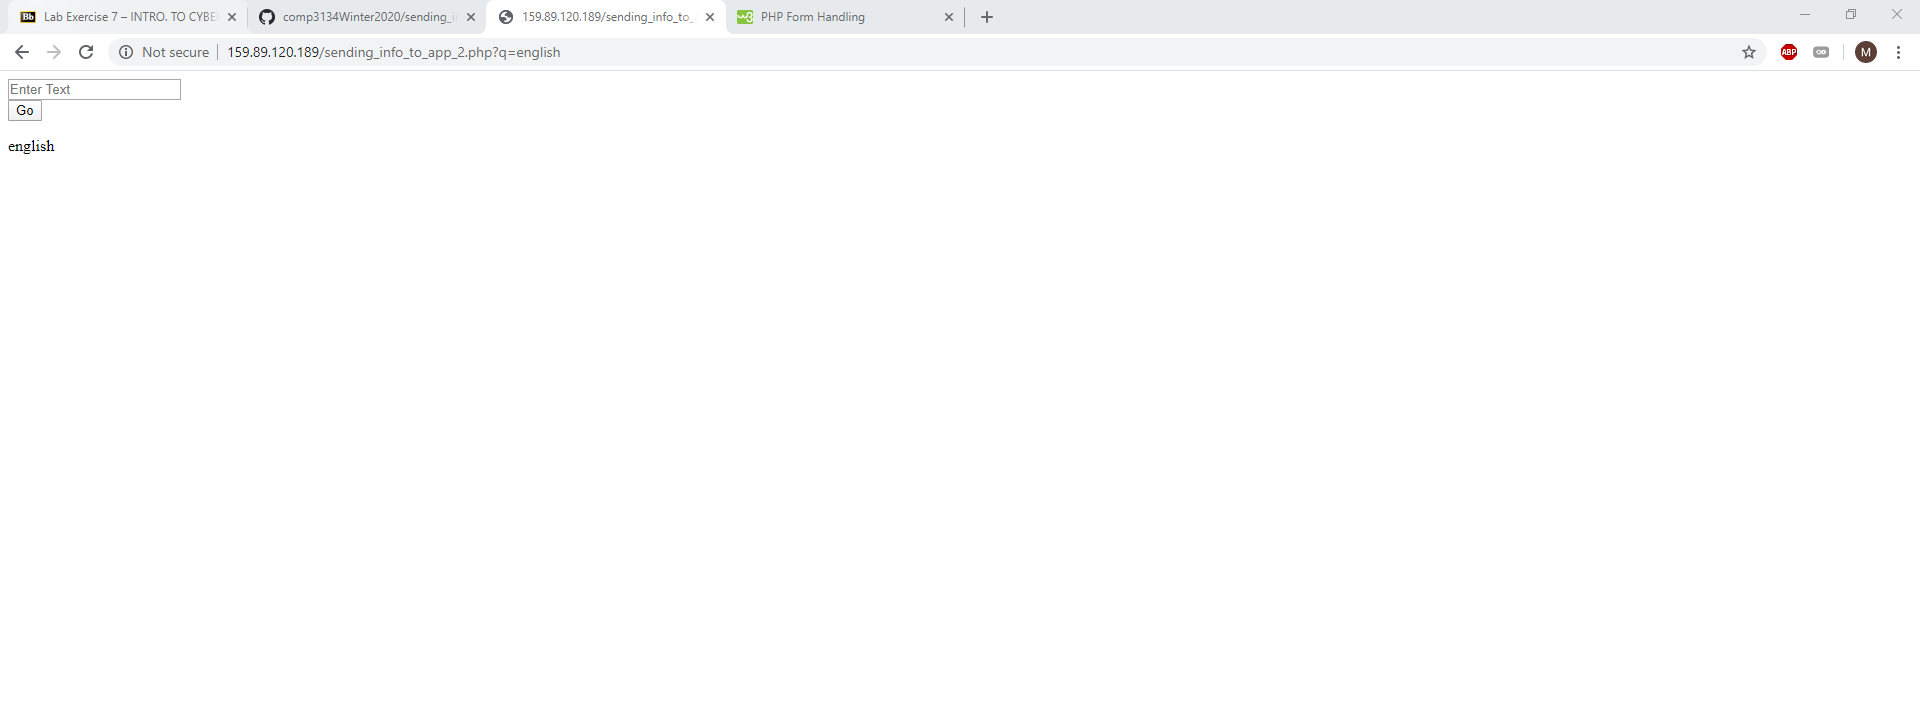 Bb Lab Exercise 7 – INTRO. TO CYBE
comp3134Winter2020/sending_i
159.89.120.189/sending_info_to_
w3 PHP Form Handling
Not secure 159.89.120.189/sending_info_to_app_2.php?q=english
ABP
M
Enter Text
Go
english